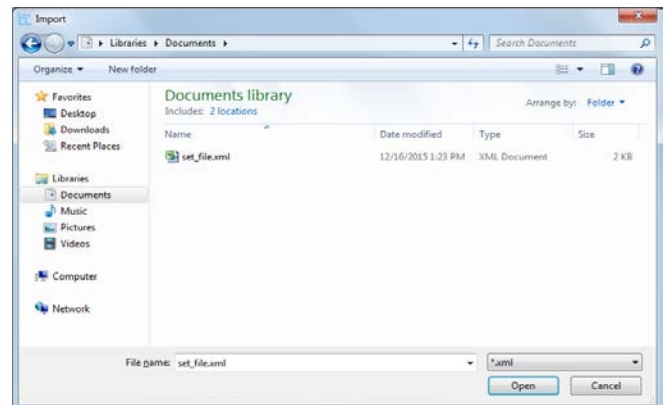 Import
Libraries ▸ Documents ▸
Search Documents
Organize ▾ New folder
Favorites
Desktop
Downloads
Recent Places
Libraries
Documents
Music
Pictures
Videos
Computer
Network
Documents library
Includes: 2 locations
Arrange by: Folder ▾
Name Date modified Type Size
set_file.xml 12/16/2015 1:23 PM XML Document 2 KB
File name: set_file.xml
*.xml
Open Cancel